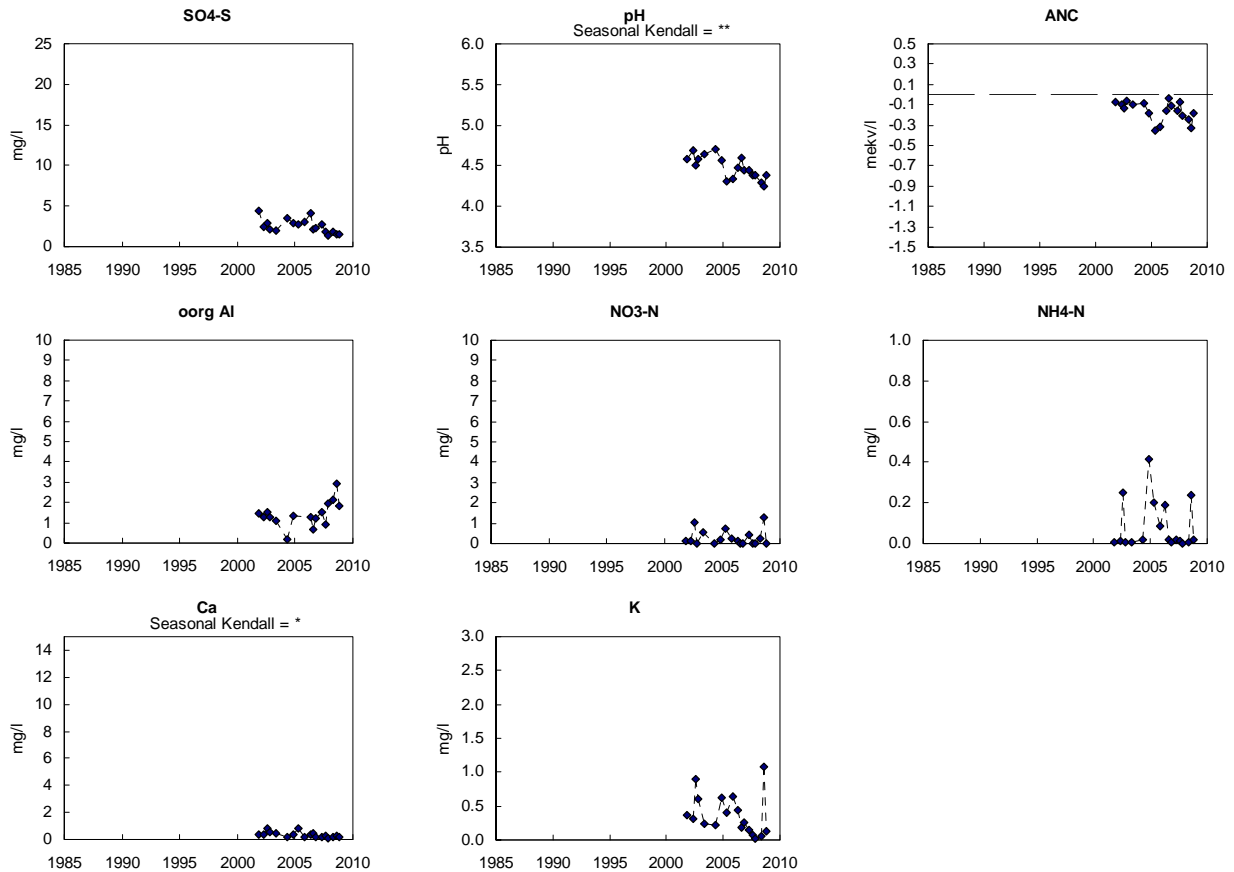 SO4-S
25
20
15
10
5
0
mg/l
1985 1990 1995 2000 2005 2010
pH
Seasonal Kendall = **
6.0
5.5
5.0
4.5
4.0
3.5
pH
1985 1990 1995 2000 2005 2010
ANC
0.5
0.3
0.1
-0.1
-0.3
-0.5
-0.7
-0.9
-1.1
-1.3
-1.5
mekv/l
1985 1990 1995 2000 2005 2010
oorg Al
10
9
8
7
6
5
4
3
2
1
0
mg/l
1985 1990 1995 2000 2005 2010
NO3-N
10
9
8
7
6
5
4
3
2
1
0
mg/l
1985 1990 1995 2000 2005 2010
NH4-N
1.0
0.8
0.6
0.4
0.2
0.0
mg/l
1985 1990 1995 2000 2005 2010
Ca
Seasonal Kendall = *
14
12
10
8
6
4
2
0
mg/l
1985 1990 1995 2000 2005 2010
K
3.0
2.5
2.0
1.5
1.0
0.5
0.0
mg/l
1985 1990 1995 2000 2005 2010